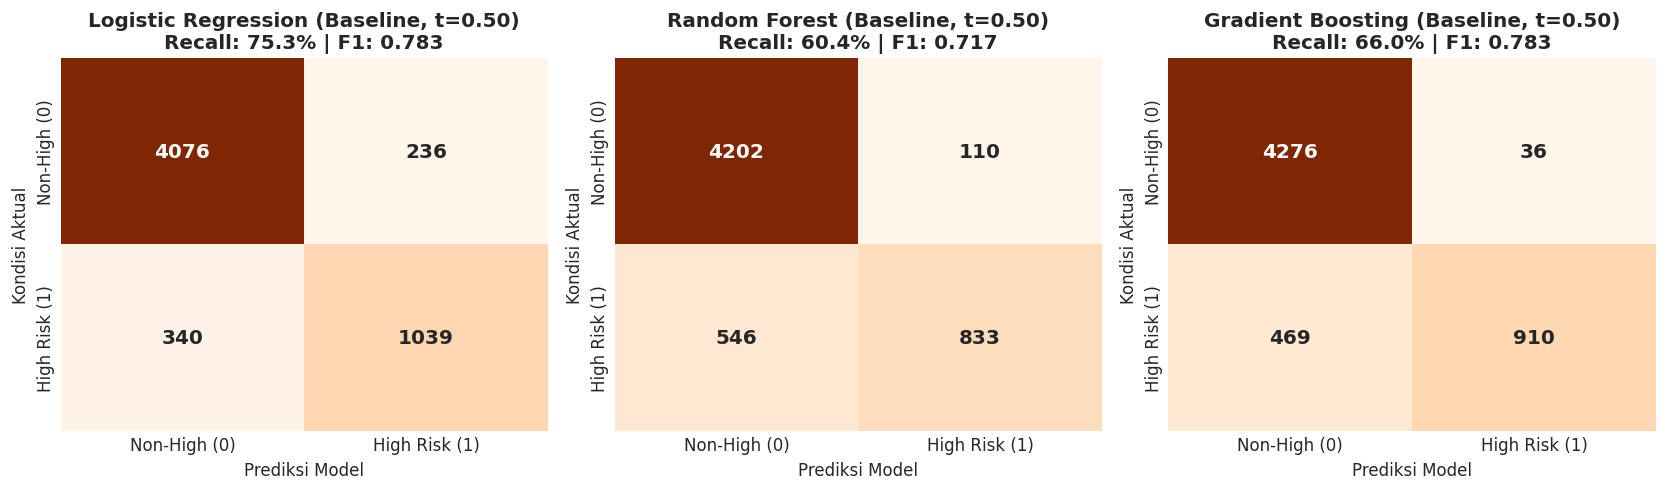 Logistic Regression (Baseline, t=0.50)
Recall: 75.3% | F1: 0.783
Kondisi Aktual
Non-High (0)
High Risk (1)
4076
236
340
1039
Non-High (0)
High Risk (1)
Prediksi Model
Random Forest (Baseline, t=0.50)
Recall: 60.4% | F1: 0.717
Kondisi Aktual
Non-High (0)
High Risk (1)
4202
110
546
833
Non-High (0)
High Risk (1)
Prediksi Model
Gradient Boosting (Baseline, t=0.50)
Recall: 66.0% | F1: 0.783
Kondisi Aktual
Non-High (0)
High Risk (1)
4276
36
469
910
Non-High (0)
High Risk (1)
Prediksi Model